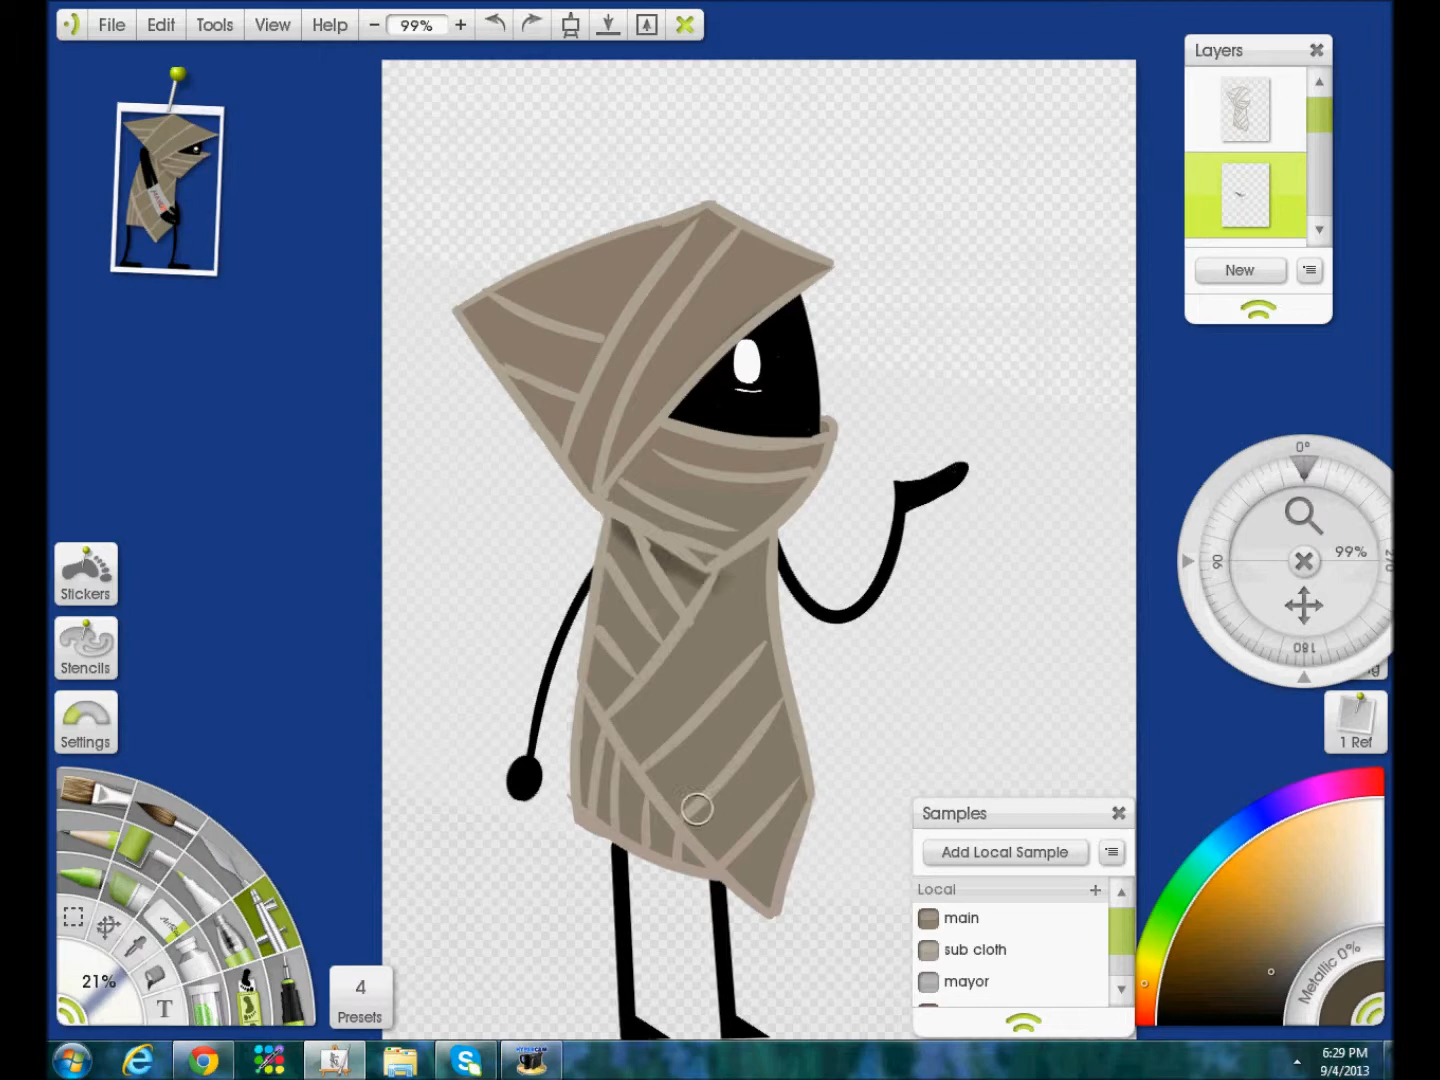 File Edit Tools View Help − 99% +
Layers
New
Stickers
Stencils
Settings
0°
99%
90
270
180
1 Ref
Samples
Add Local Sample
Local +
main
sub cloth
mayor
Metallic 0%
21%
T
4
Presets
6:29 PM
9/4/2013